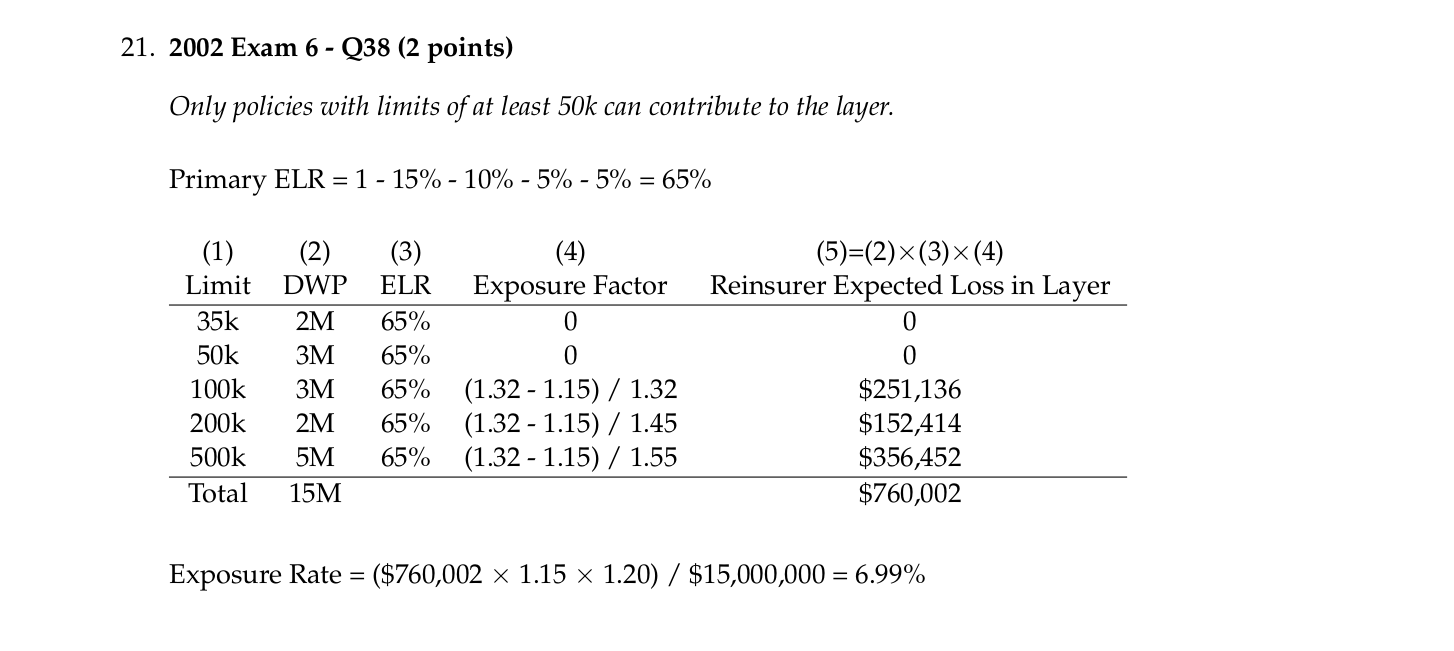 21. 2002 Exam 6 - Q38 (2 points)
Only policies with limits of at least 50k can contribute to the layer.
Primary ELR = 1 - 15% - 10% - 5% - 5% = 65%
(1) (2) (3) (4) (5)=(2)×(3)×(4)
Limit DWP ELR Exposure Factor Reinsurer Expected Loss in Layer
35k 2M 65% 0 0
50k 3M 65% 0 0
100k 3M 65% (1.32 - 1.15) / 1.32 $251,136
200k 2M 65% (1.32 - 1.15) / 1.45 $152,414
500k 5M 65% (1.32 - 1.15) / 1.55 $356,452
Total 15M $760,002
Exposure Rate = ($760,002 × 1.15 × 1.20) / $15,000,000 = 6.99%